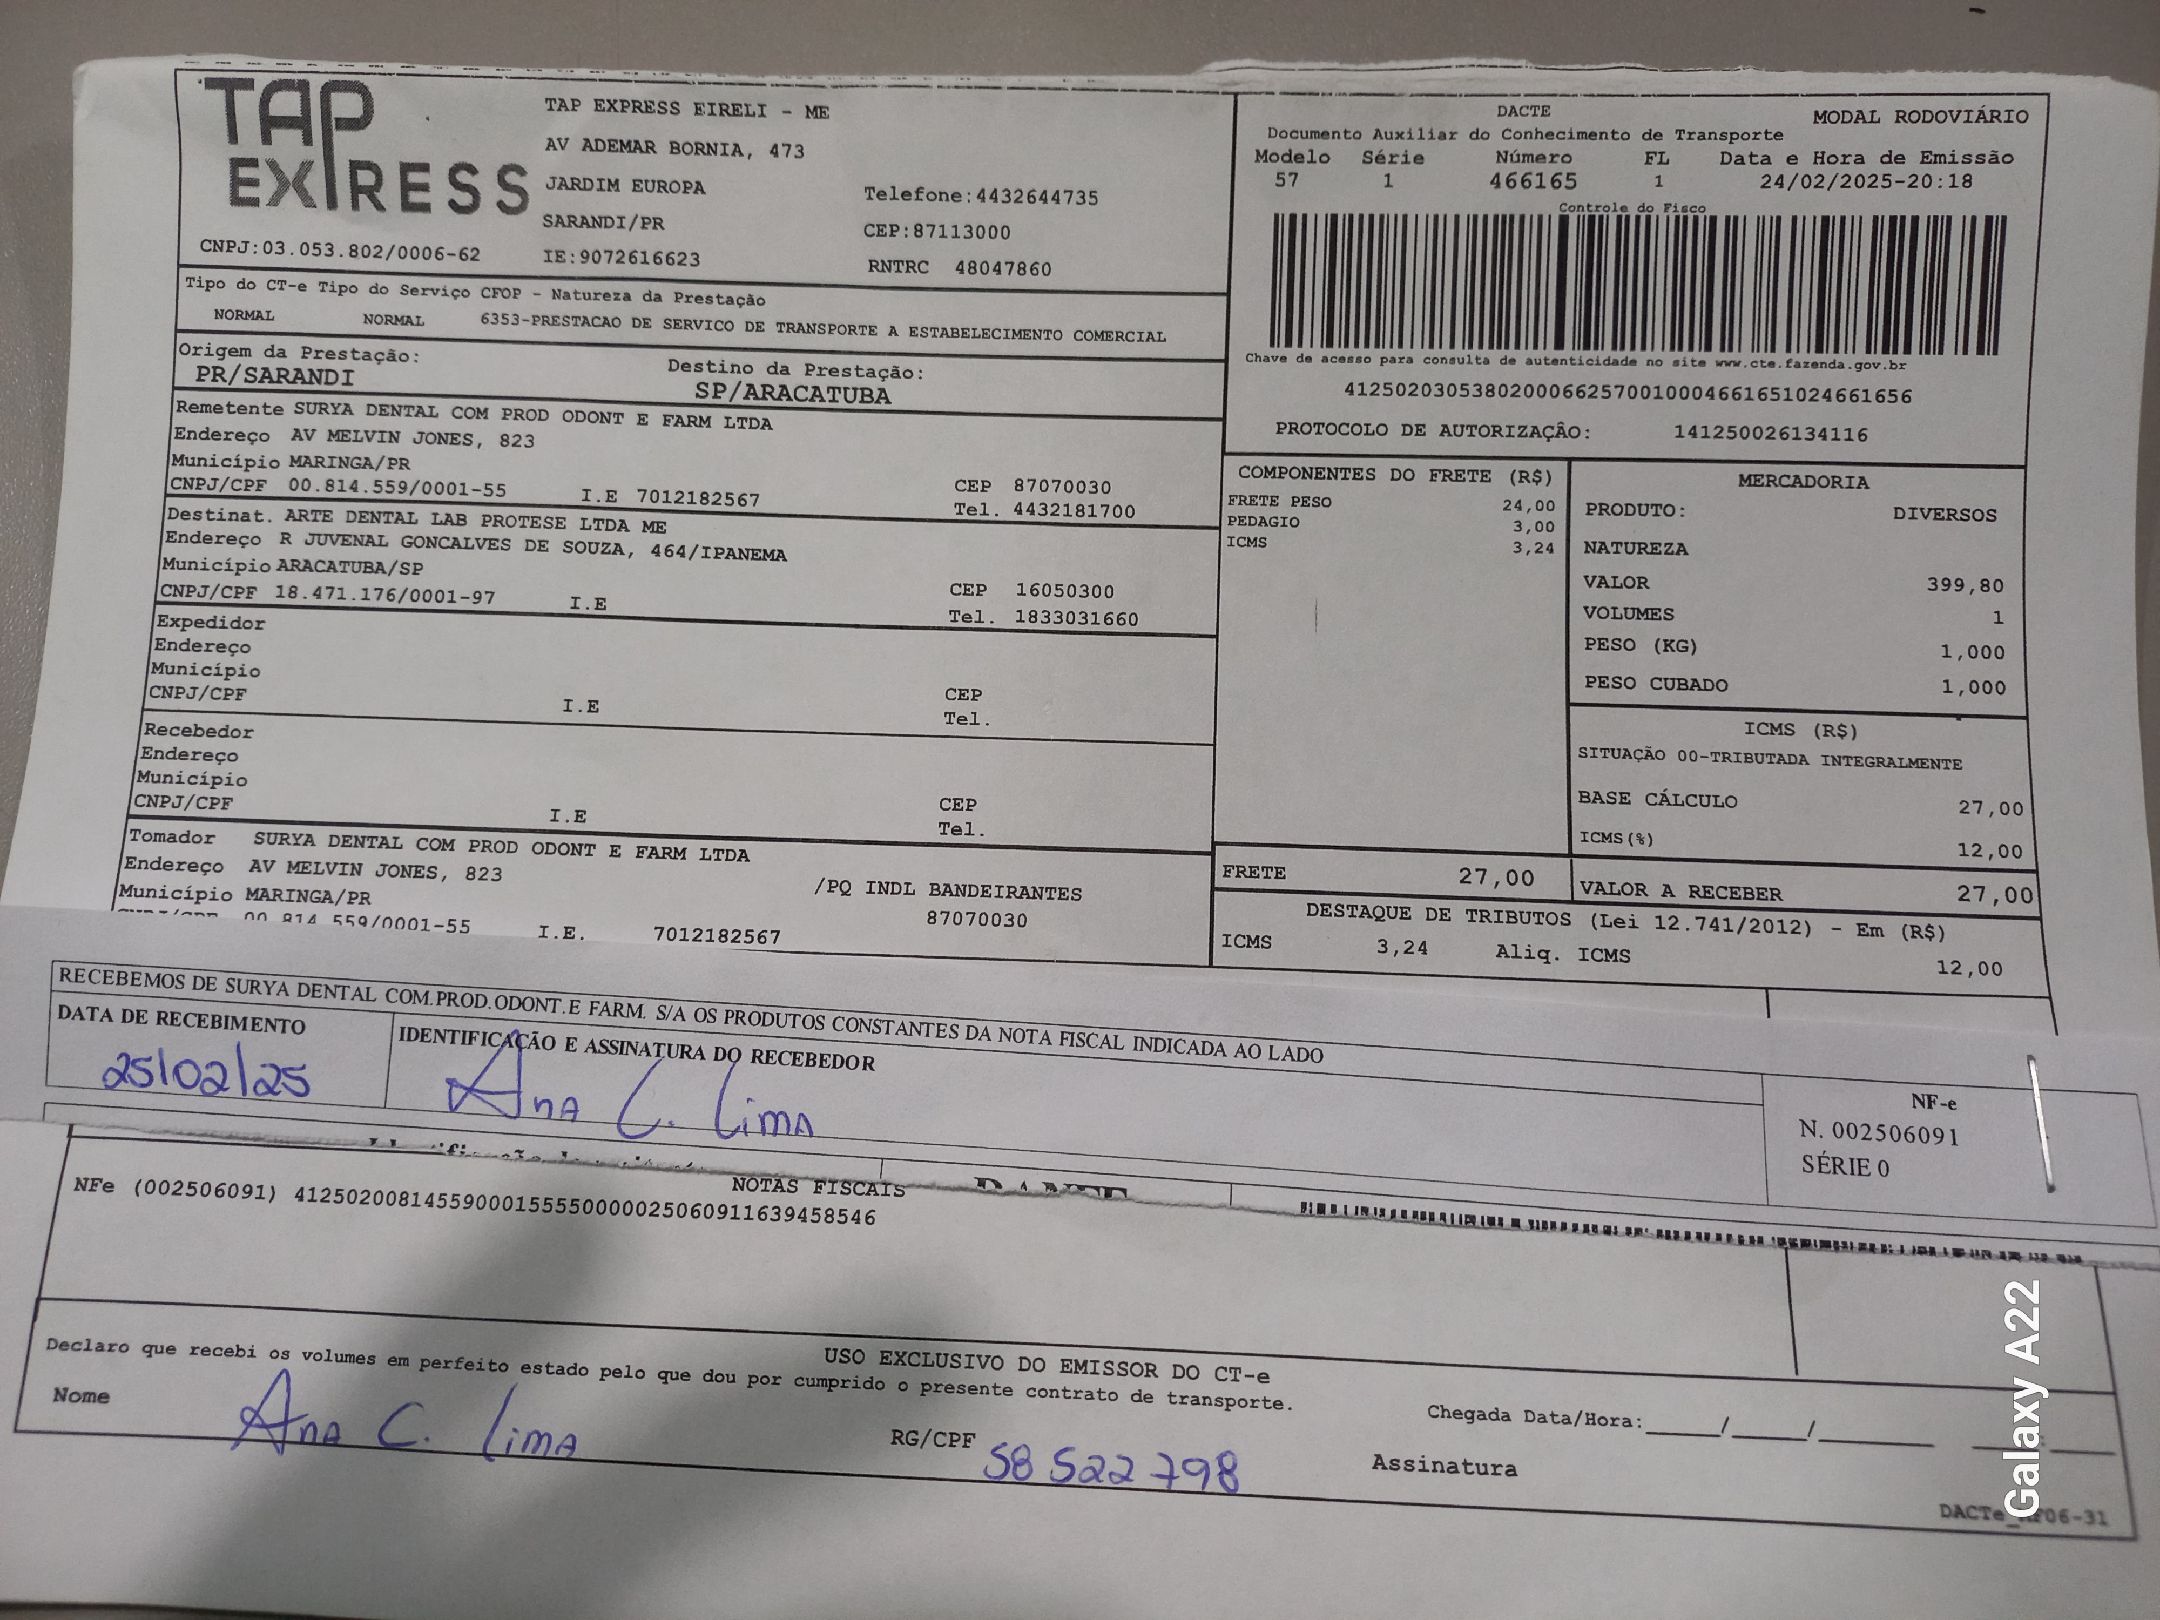 TAP EXPRESS
TAP EXPRESS EIRELI - ME
AV ADEMAR BORNIA, 473
JARDIM EUROPA
Telefone:4432644735
SARANDI/PR
CEP:87113000
CNPJ:03.053.802/0006-62
IE:9072616623
RNTRC 48047860
DACTE
MODAL RODOVIÁRIO
Documento Auxiliar do Conhecimento de Transporte
Modelo Série Número FL Data e Hora de Emissão
57 1 466165 1 24/02/2025-20:18
Controle do Fisco
Chave de acesso para consulta de autenticidade no site www.cte.fazenda.gov.br
41250203053802000662570010004661651024661656
PROTOCOLO DE AUTORIZAÇÂO: 141250026134116
Tipo do CT-e Tipo do Serviço CFOP - Natureza da Prestação
NORMAL NORMAL 6353-PRESTACAO DE SERVICO DE TRANSPORTE A ESTABELECIMENTO COMERCIAL
Origem da Prestação: Destino da Prestação:
PR/SARANDI SP/ARACATUBA
Remetente SURYA DENTAL COM PROD ODONT E FARM LTDA
Endereço AV MELVIN JONES, 823
Município MARINGA/PR CEP 87070030
CNPJ/CPF 00.814.559/0001-55 I.E 7012182567 Tel. 4432181700
Destinat. ARTE DENTAL LAB PROTESE LTDA ME
Endereço R JUVENAL GONCALVES DE SOUZA, 464/IPANEMA
Município ARACATUBA/SP CEP 16050300
CNPJ/CPF 18.471.176/0001-97 I.E Tel. 1833031660
Expedidor
Endereço
Município CEP
CNPJ/CPF I.E Tel.
Recebedor
Endereço
Município CEP
CNPJ/CPF I.E Tel.
Tomador SURYA DENTAL COM PROD ODONT E FARM LTDA
Endereço AV MELVIN JONES, 823 /PQ INDL BANDEIRANTES
Município MARINGA/PR 87070030
CNPJ/CPF 00.814.559/0001-55 I.E. 7012182567
COMPONENTES DO FRETE (R$)
FRETE PESO 24,00
PEDAGIO 3,00
ICMS 3,24
MERCADORIA
PRODUTO: DIVERSOS
NATUREZA
VALOR 399,80
VOLUMES 1
PESO (KG) 1,000
PESO CUBADO 1,000
ICMS (R$)
SITUAÇÃO 00-TRIBUTADA INTEGRALMENTE
BASE CÁLCULO 27,00
ICMS(%) 12,00
FRETE 27,00 VALOR A RECEBER 27,00
DESTAQUE DE TRIBUTOS (Lei 12.741/2012) - Em (R$)
ICMS 3,24 Aliq. ICMS 12,00
RECEBEMOS DE SURYA DENTAL COM.PROD.ODONT.E FARM. S/A OS PRODUTOS CONSTANTES DA NOTA FISCAL INDICADA AO LADO
DATA DE RECEBIMENTO IDENTIFICAÇÃO E ASSINATURA DO RECEBEDOR
25/02/25 Ana C. Lima
NF-e
N. 002506091
SÉRIE 0
NOTAS FISCAIS
NFe (002506091) 41250200814559000155550000025060911639458546
USO EXCLUSIVO DO EMISSOR DO CT-e
Declaro que recebi os volumes em perfeito estado pelo que dou por cumprido o presente contrato de transporte.
Nome Ana C. Lima RG/CPF 58 522 798
Chegada Data/Hora:_____/_____/_______ ____:____
Assinatura
Galaxy A22